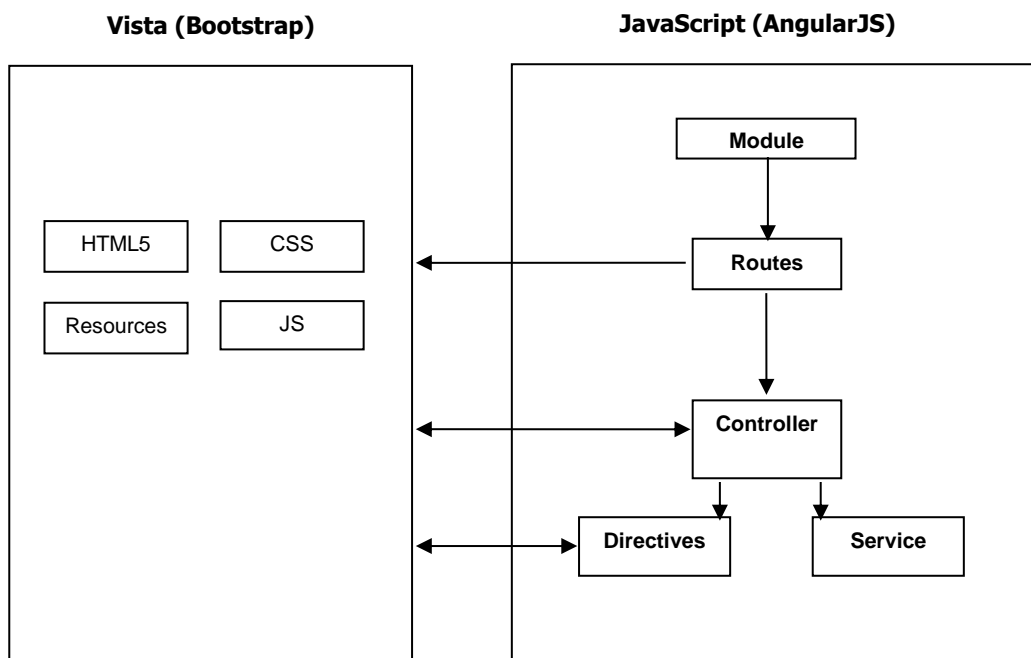 Vista (Bootstrap)
JavaScript (AngularJS)
HTML5
CSS
Resources
JS
Module
Routes
Controller
Directives
Service